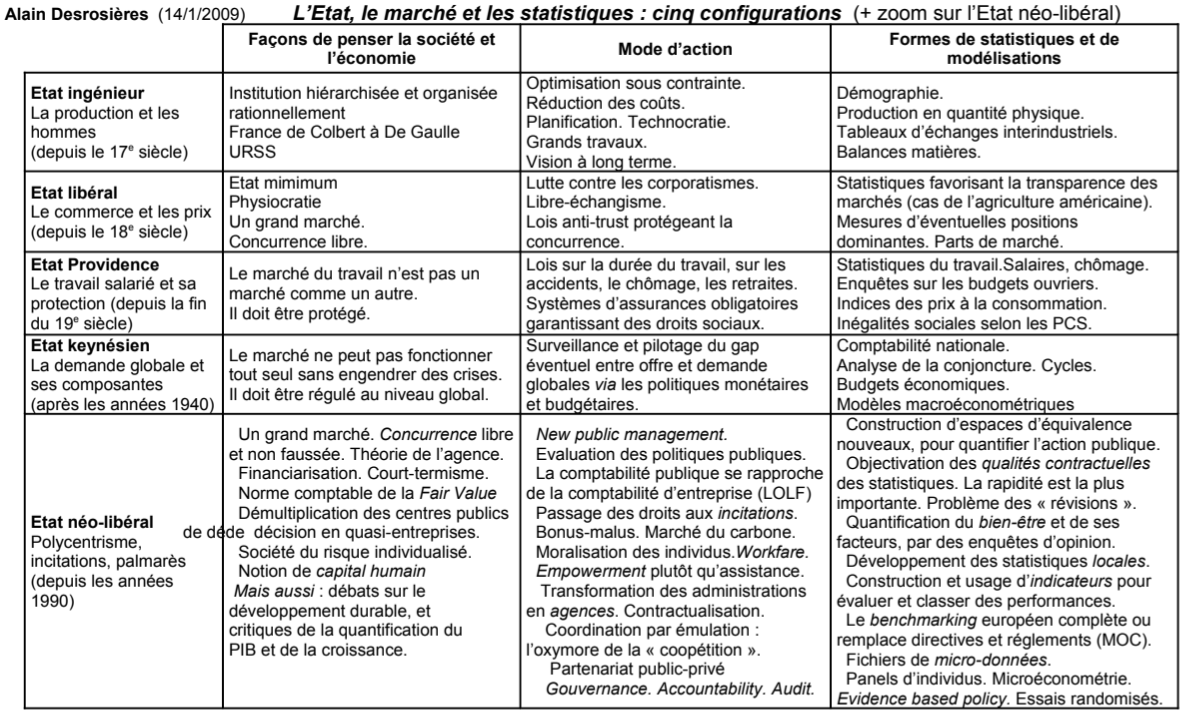 Alain Desrosières (14/1/2009) L'Etat, le marché et les statistiques : cinq configurations (+ zoom sur l'Etat néo-libéral)
Façons de penser la société et
l'économie
Mode d'action
Formes de statistiques et de
modélisations
Etat ingénieur
La production et les
hommes
(depuis le 17e siècle)
Institution hiérarchisée et organisée
rationnellement
France de Colbert à De Gaulle
URSS
Optimisation sous contrainte.
Réduction des coûts.
Planification. Technocratie.
Grands travaux.
Vision à long terme.
Démographie.
Production en quantité physique.
Tableaux d'échanges interindustriels.
Balances matières.
Etat libéral
Le commerce et les prix
(depuis le 18e siècle)
Etat mimimum
Physiocratie
Un grand marché.
Concurrence libre.
Lutte contre les corporatismes.
Libre-échangisme.
Lois anti-trust protégeant la
concurrence.
Statistiques favorisant la transparence des
marchés (cas de l'agriculture américaine).
Mesures d'éventuelles positions
dominantes. Parts de marché.
Etat Providence
Le travail salarié et sa
protection (depuis la fin
du 19e siècle)
Le marché du travail n'est pas un
marché comme un autre.
Il doit être protégé.
Lois sur la durée du travail, sur les
accidents, le chômage, les retraites.
Systèmes d'assurances obligatoires
garantissant des droits sociaux.
Statistiques du travail.Salaires, chômage.
Enquêtes sur les budgets ouvriers.
Indices des prix à la consommation.
Inégalités sociales selon les PCS.
Etat keynésien
La demande globale et
ses composantes
(après les années 1940)
Le marché ne peut pas fonctionner
tout seul sans engendrer des crises.
Il doit être régulé au niveau global.
Surveillance et pilotage du gap
éventuel entre offre et demande
globales via les politiques monétaires
et budgétaires.
Comptabilité nationale.
Analyse de la conjoncture. Cycles.
Budgets économiques.
Modèles macroéconométriques
Etat néo-libéral
Polycentrisme,
incitations, palmarès
(depuis les années
1990)
Un grand marché. Concurrence libre
et non faussée. Théorie de l'agence.
Financiarisation. Court-termisme.
Norme comptable de la Fair Value
Démultiplication des centres publics
de déde décision en quasi-entreprises.
Société du risque individualisé.
Notion de capital humain
Mais aussi : débats sur le
développement durable, et
critiques de la quantification du
PIB et de la croissance.
New public management.
Evaluation des politiques publiques.
La comptabilité publique se rapproche
de la comptabilité d'entreprise (LOLF)
Passage des droits aux incitations.
Bonus-malus. Marché du carbone.
Moralisation des individus.Workfare.
Empowerment plutôt qu'assistance.
Transformation des administrations
en agences. Contractualisation.
Coordination par émulation :
l'oxymore de la « coopétition ».
Partenariat public-privé
Gouvernance. Accountability. Audit.
Construction d'espaces d'équivalence
nouveaux, pour quantifier l'action publique.
Objectivation des qualités contractuelles
des statistiques. La rapidité est la plus
importante. Problème des « révisions ».
Quantification du bien-être et de ses
facteurs, par des enquêtes d'opinion.
Développement des statistiques locales.
Construction et usage d'indicateurs pour
évaluer et classer des performances.
Le benchmarking européen complète ou
remplace directives et réglements (MOC).
Fichiers de micro-données.
Panels d'individus. Microéconométrie.
Evidence based policy. Essais randomisés.